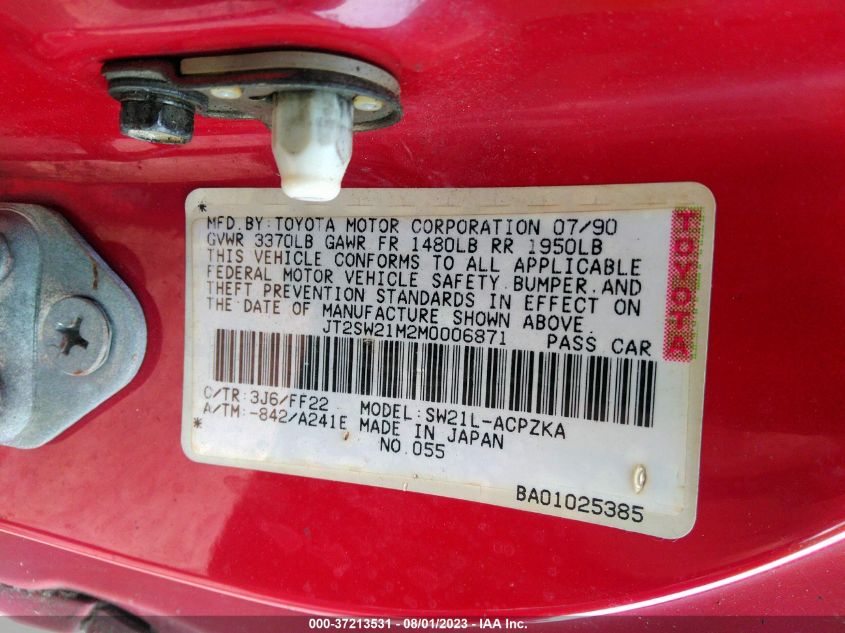 MFD.BY:TOYOTA MOTOR CORPORATION 07/90
GVWR 3370LB GAWR FR 1480LB RR 1950LB
THIS VEHICLE CONFORMS TO ALL APPLICABLE
FEDERAL MOTOR VEHICLE SAFETY,BUMPER,AND
THEFT PREVENTION STANDARDS IN EFFECT ON
THE DATE OF MANUFACTURE SHOWN ABOVE.
JT2SW21M2M0006871 PASS CAR
TOYOTA
C/TR:3J6/FF22 MODEL:SW21L-ACPZKA
A/TM:-842/A241E MADE IN JAPAN
NO.055
BA01025385
000-37213531 - 08/01/2023 - IAA Inc.